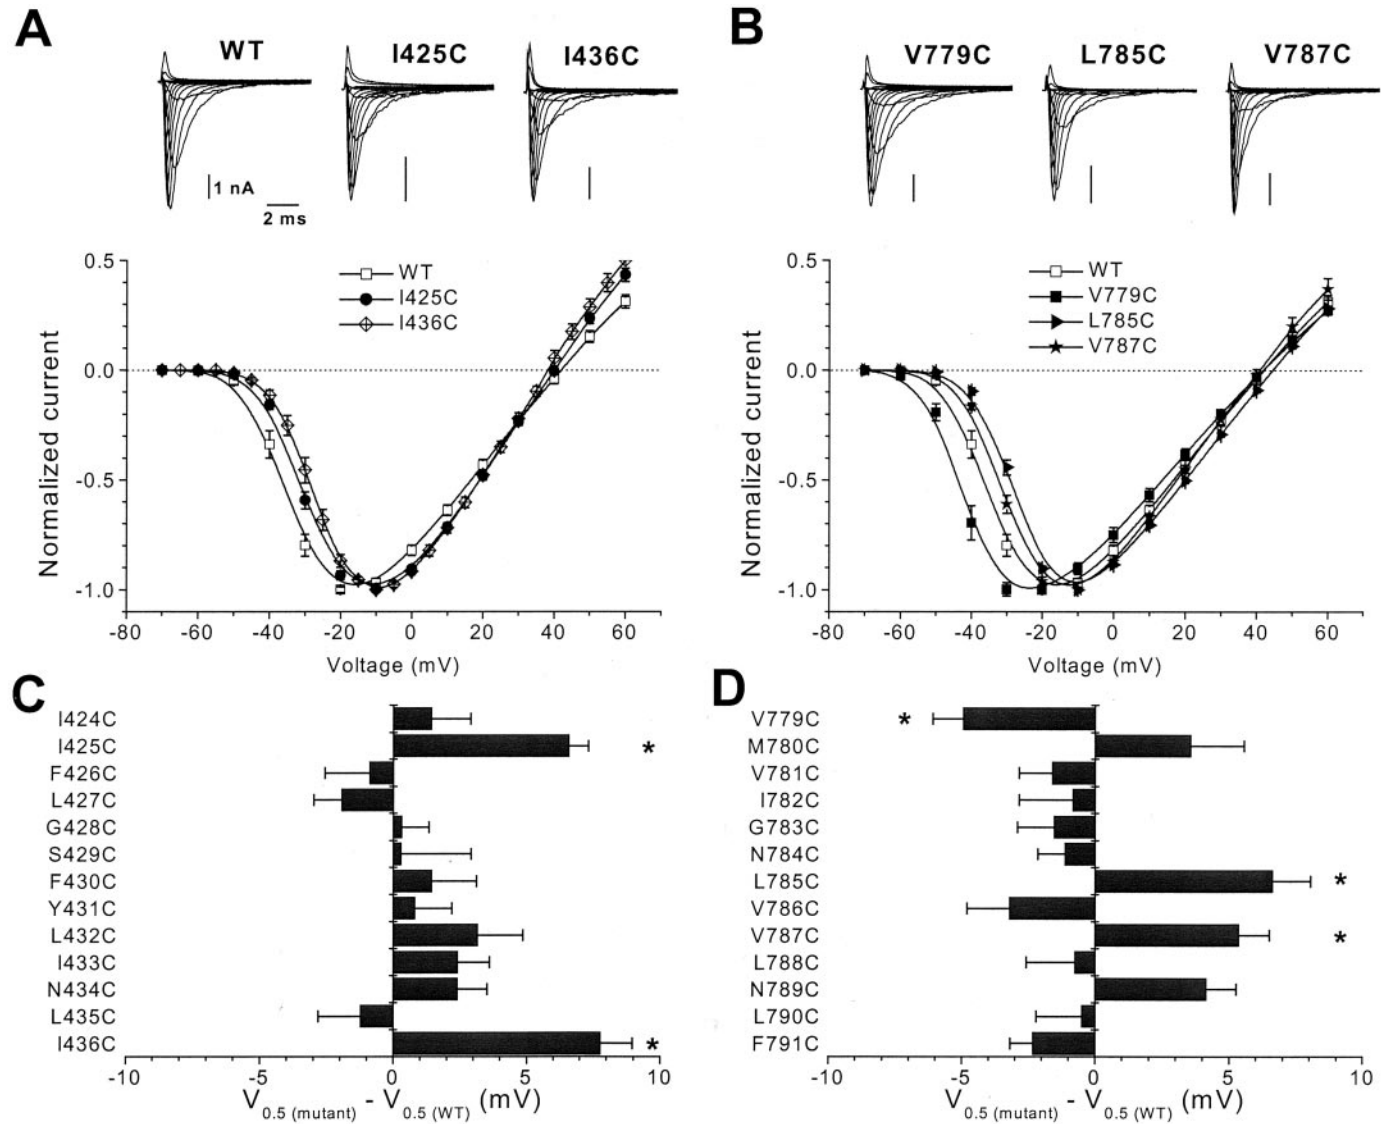 A
WT
I425C
I436C
1 nA
2 ms
0.5
0.0
-0.5
-1.0
Normalized current
WT
I425C
I436C
-80 -60 -40 -20 0 20 40 60
Voltage (mV)
B
V779C
L785C
V787C
0.5
0.0
-0.5
-1.0
Normalized current
WT
V779C
L785C
V787C
-80 -60 -40 -20 0 20 40 60
Voltage (mV)
C
I424C
I425C *
F426C
L427C
G428C
S429C
F430C
Y431C
L432C
I433C
N434C
L435C
I436C *
-10 -5 0 5 10
V0.5 (mutant) - V0.5 (WT) (mV)
D
V779C *
M780C
V781C
I782C
G783C
N784C
L785C *
V786C
V787C *
L788C
N789C
L790C
F791C
-10 -5 0 5 10
V0.5 (mutant) - V0.5 (WT) (mV)